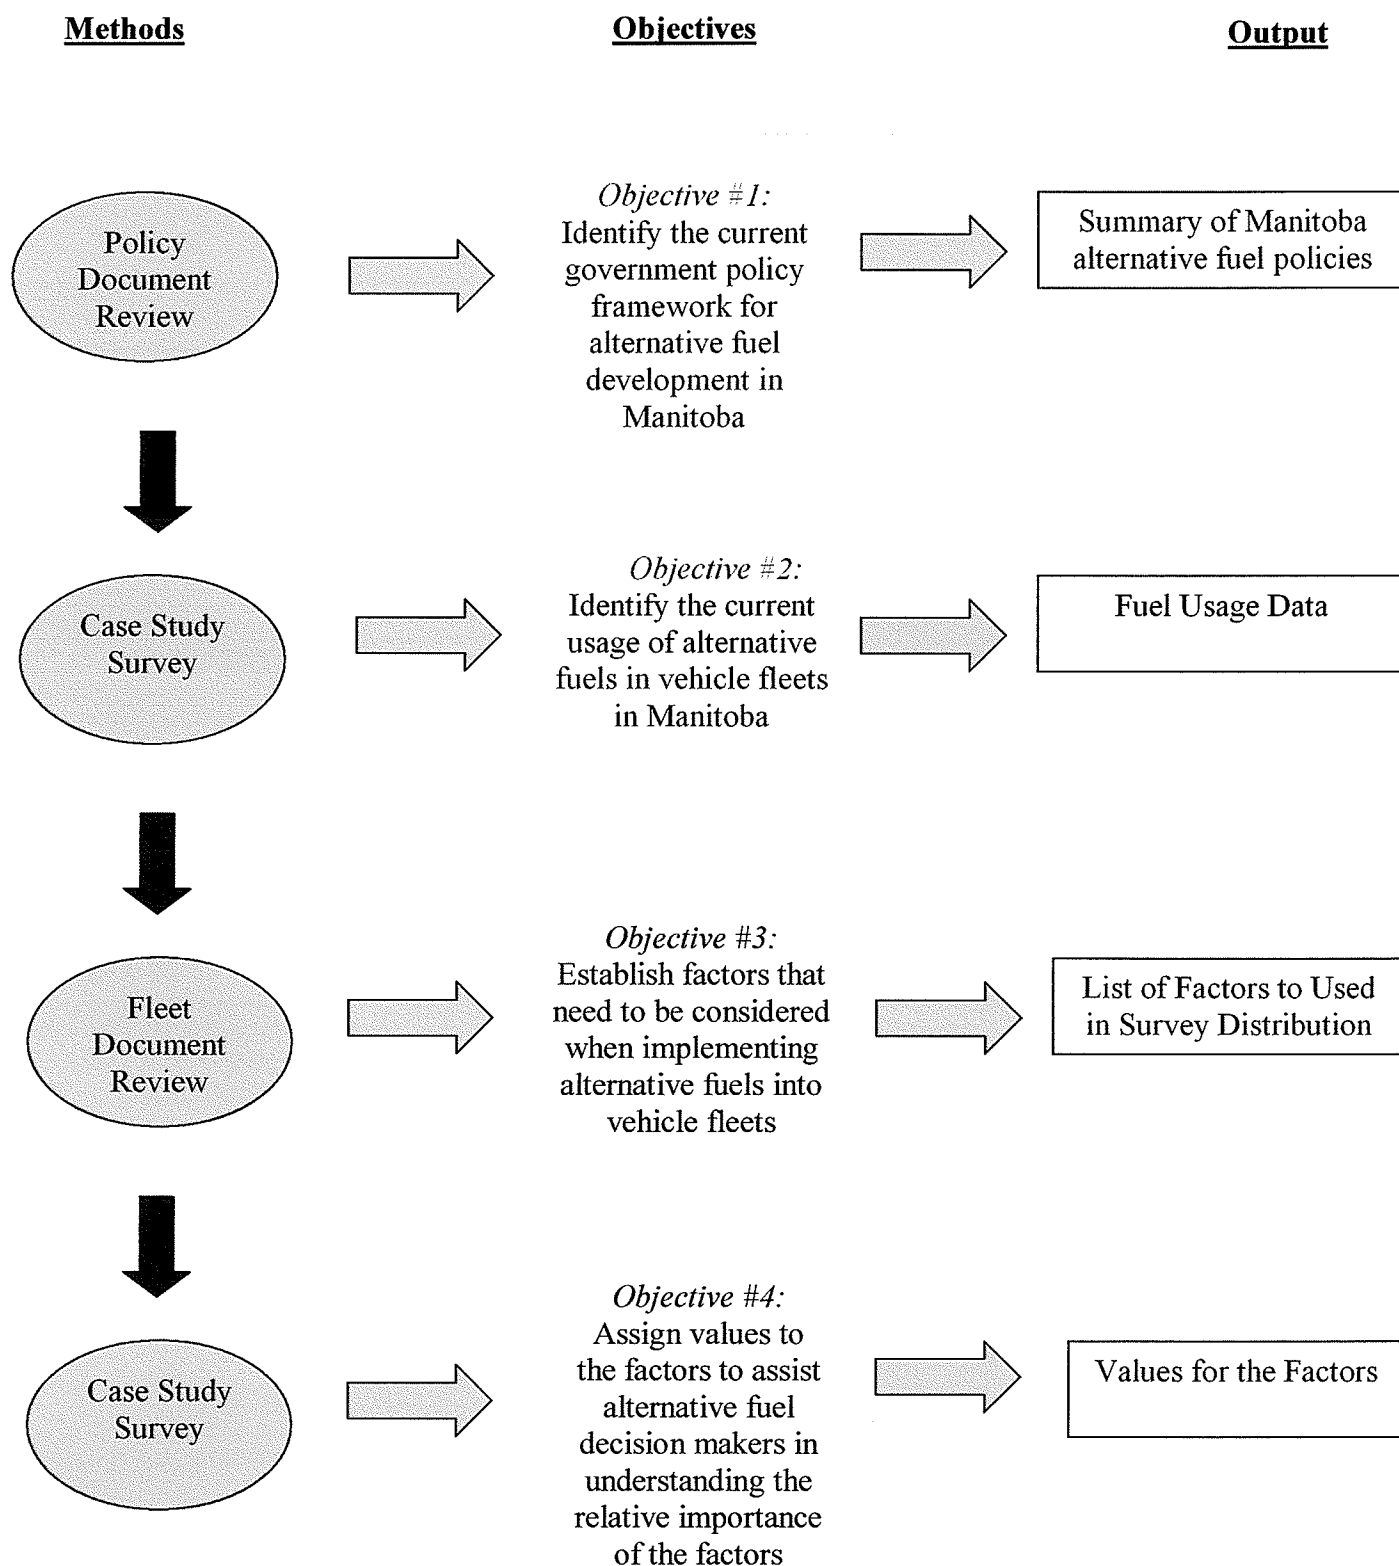 Methods
Objectives
Output
Policy
Document
Review
Objective #1:
Identify the current
government policy
framework for
alternative fuel
development in
Manitoba
Summary of Manitoba
alternative fuel policies
Case Study
Survey
Objective #2:
Identify the current
usage of alternative
fuels in vehicle fleets
in Manitoba
Fuel Usage Data
Fleet
Document
Review
Objective #3:
Establish factors that
need to be considered
when implementing
alternative fuels into
vehicle fleets
List of Factors to Used
in Survey Distribution
Case Study
Survey
Objective #4:
Assign values to
the factors to assist
alternative fuel
decision makers in
understanding the
relative importance
of the factors
Values for the Factors